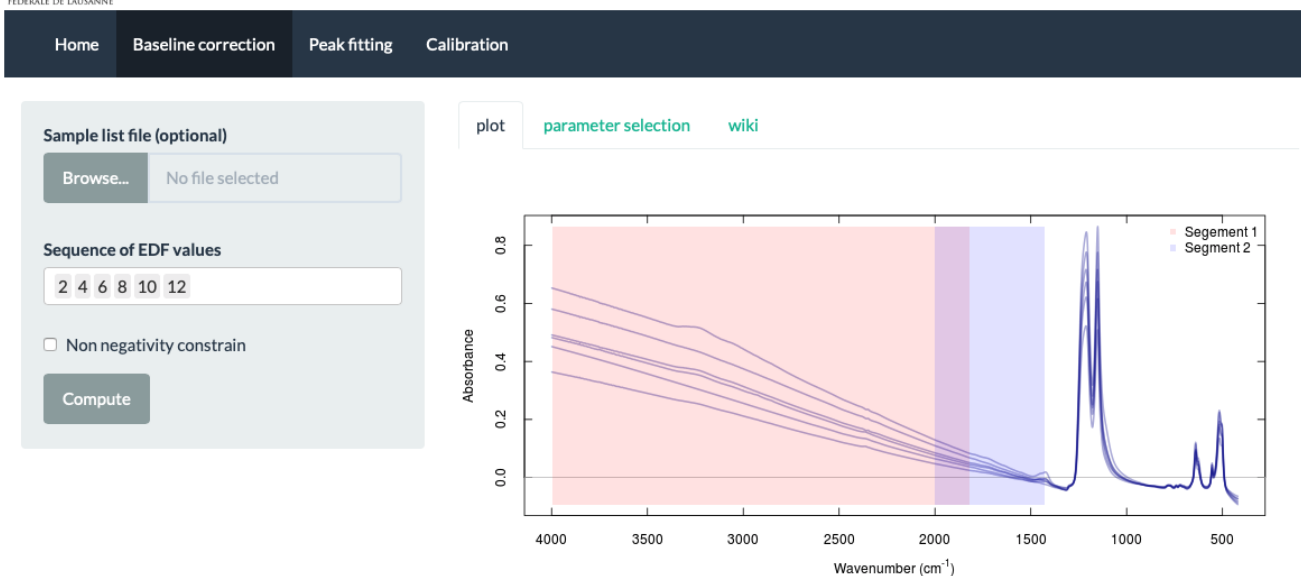 FÉDÉRALE DE LAUSANNE
Home Baseline correction Peak fitting Calibration
Sample list file (optional)
Browse... No file selected
Sequence of EDF values
2 4 6 8 10 12
Non negativity constrain
Compute
plot parameter selection wiki
Segement 1
Segment 2
0.8
0.6
0.4
0.2
0.0
Absorbance
4000 3500 3000 2500 2000 1500 1000 500
Wavenumber (cm⁻¹)